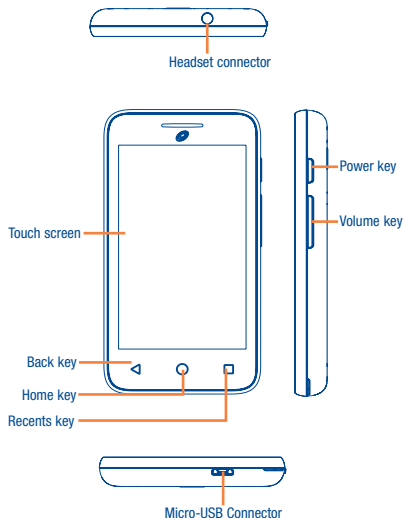 Headset connector
Power key
Volume key
Touch screen
Back key
Home key
Recents key
Micro-USB Connector